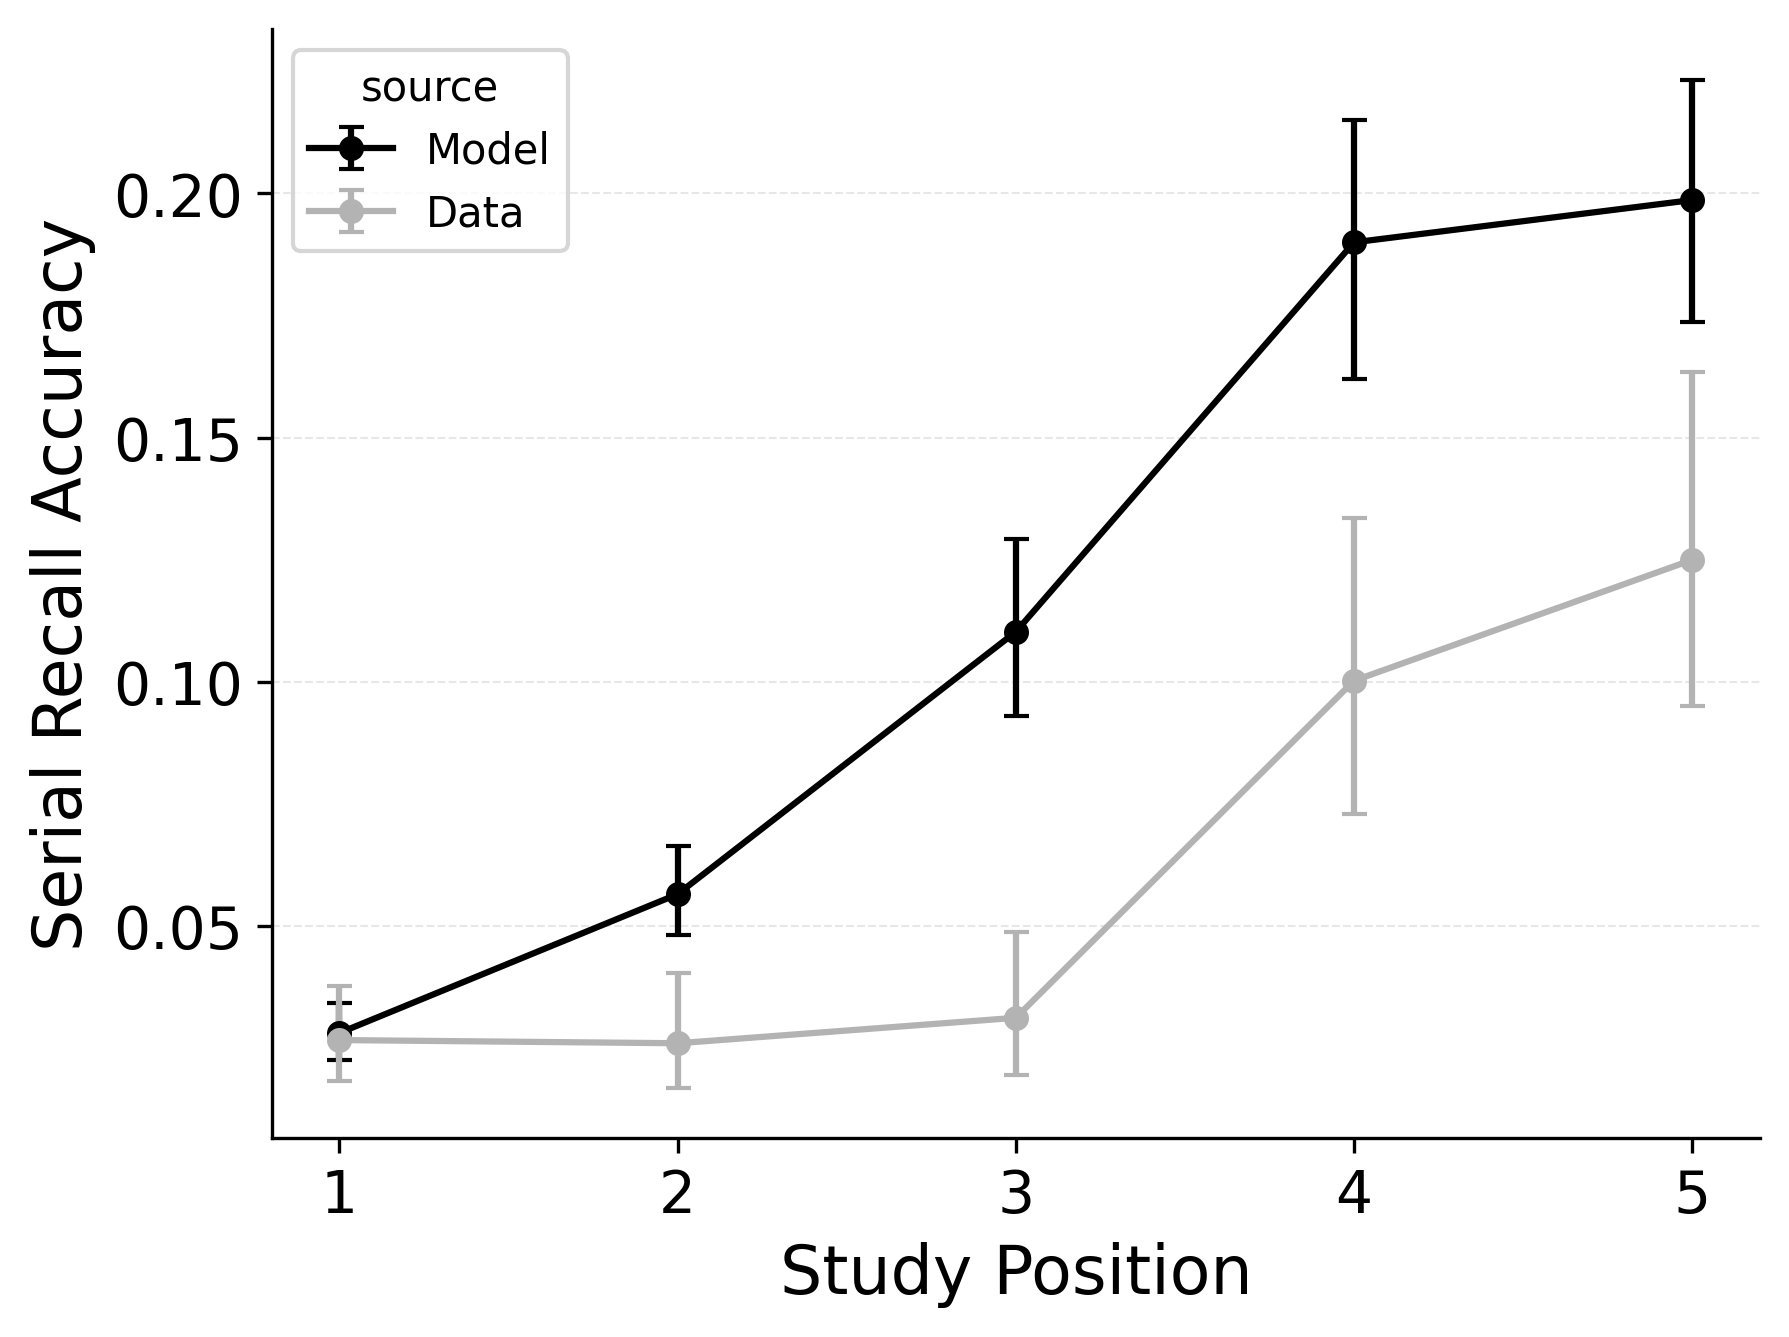 source
Model
Data
Serial Recall Accuracy
0.20
0.15
0.10
0.05
1 2 3 4 5
Study Position